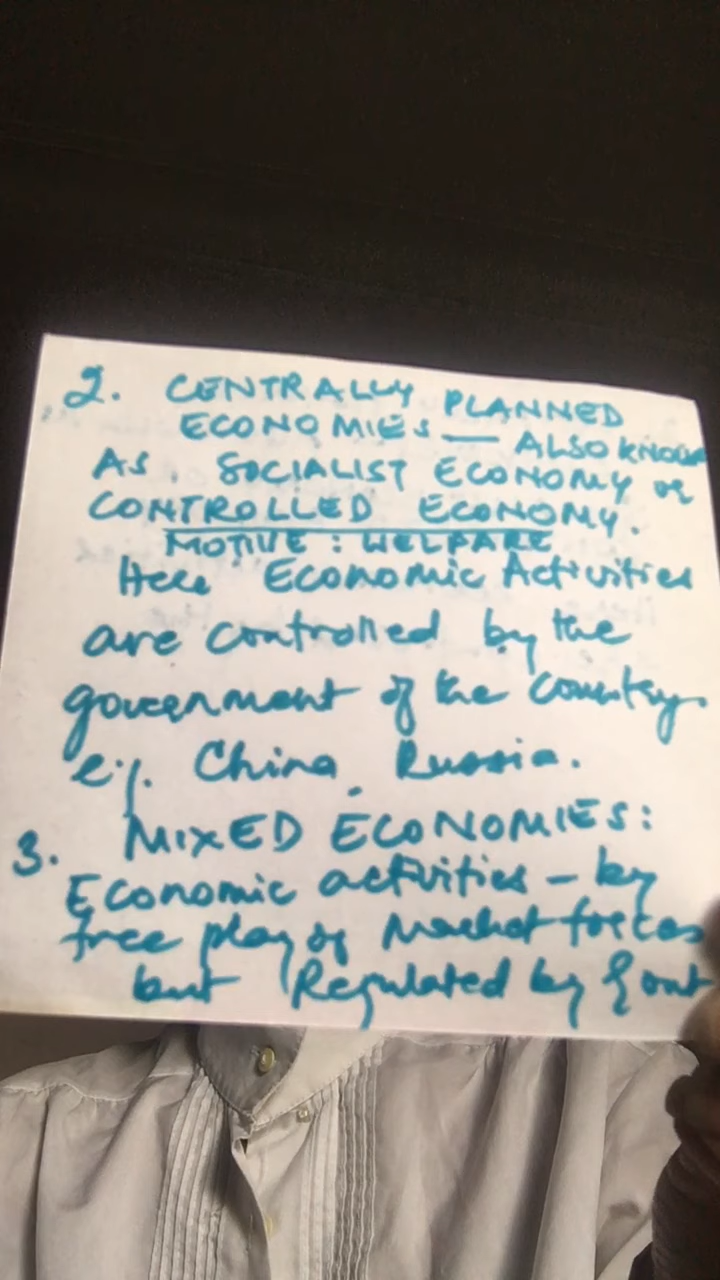 2. CENTRALLY PLANNED
ECONOMIES — ALSO KNOWN
AS SOCIALIST ECONOMY or
CONTROLLED ECONOMY.
MOTIVE : WELFARE
Here Economic Activities
are controlled by the
government of the country
e.g. China, Russia.
3. MIXED ECONOMIES:
Economic activities - by
free play of Market forces
but Regulated by Govt